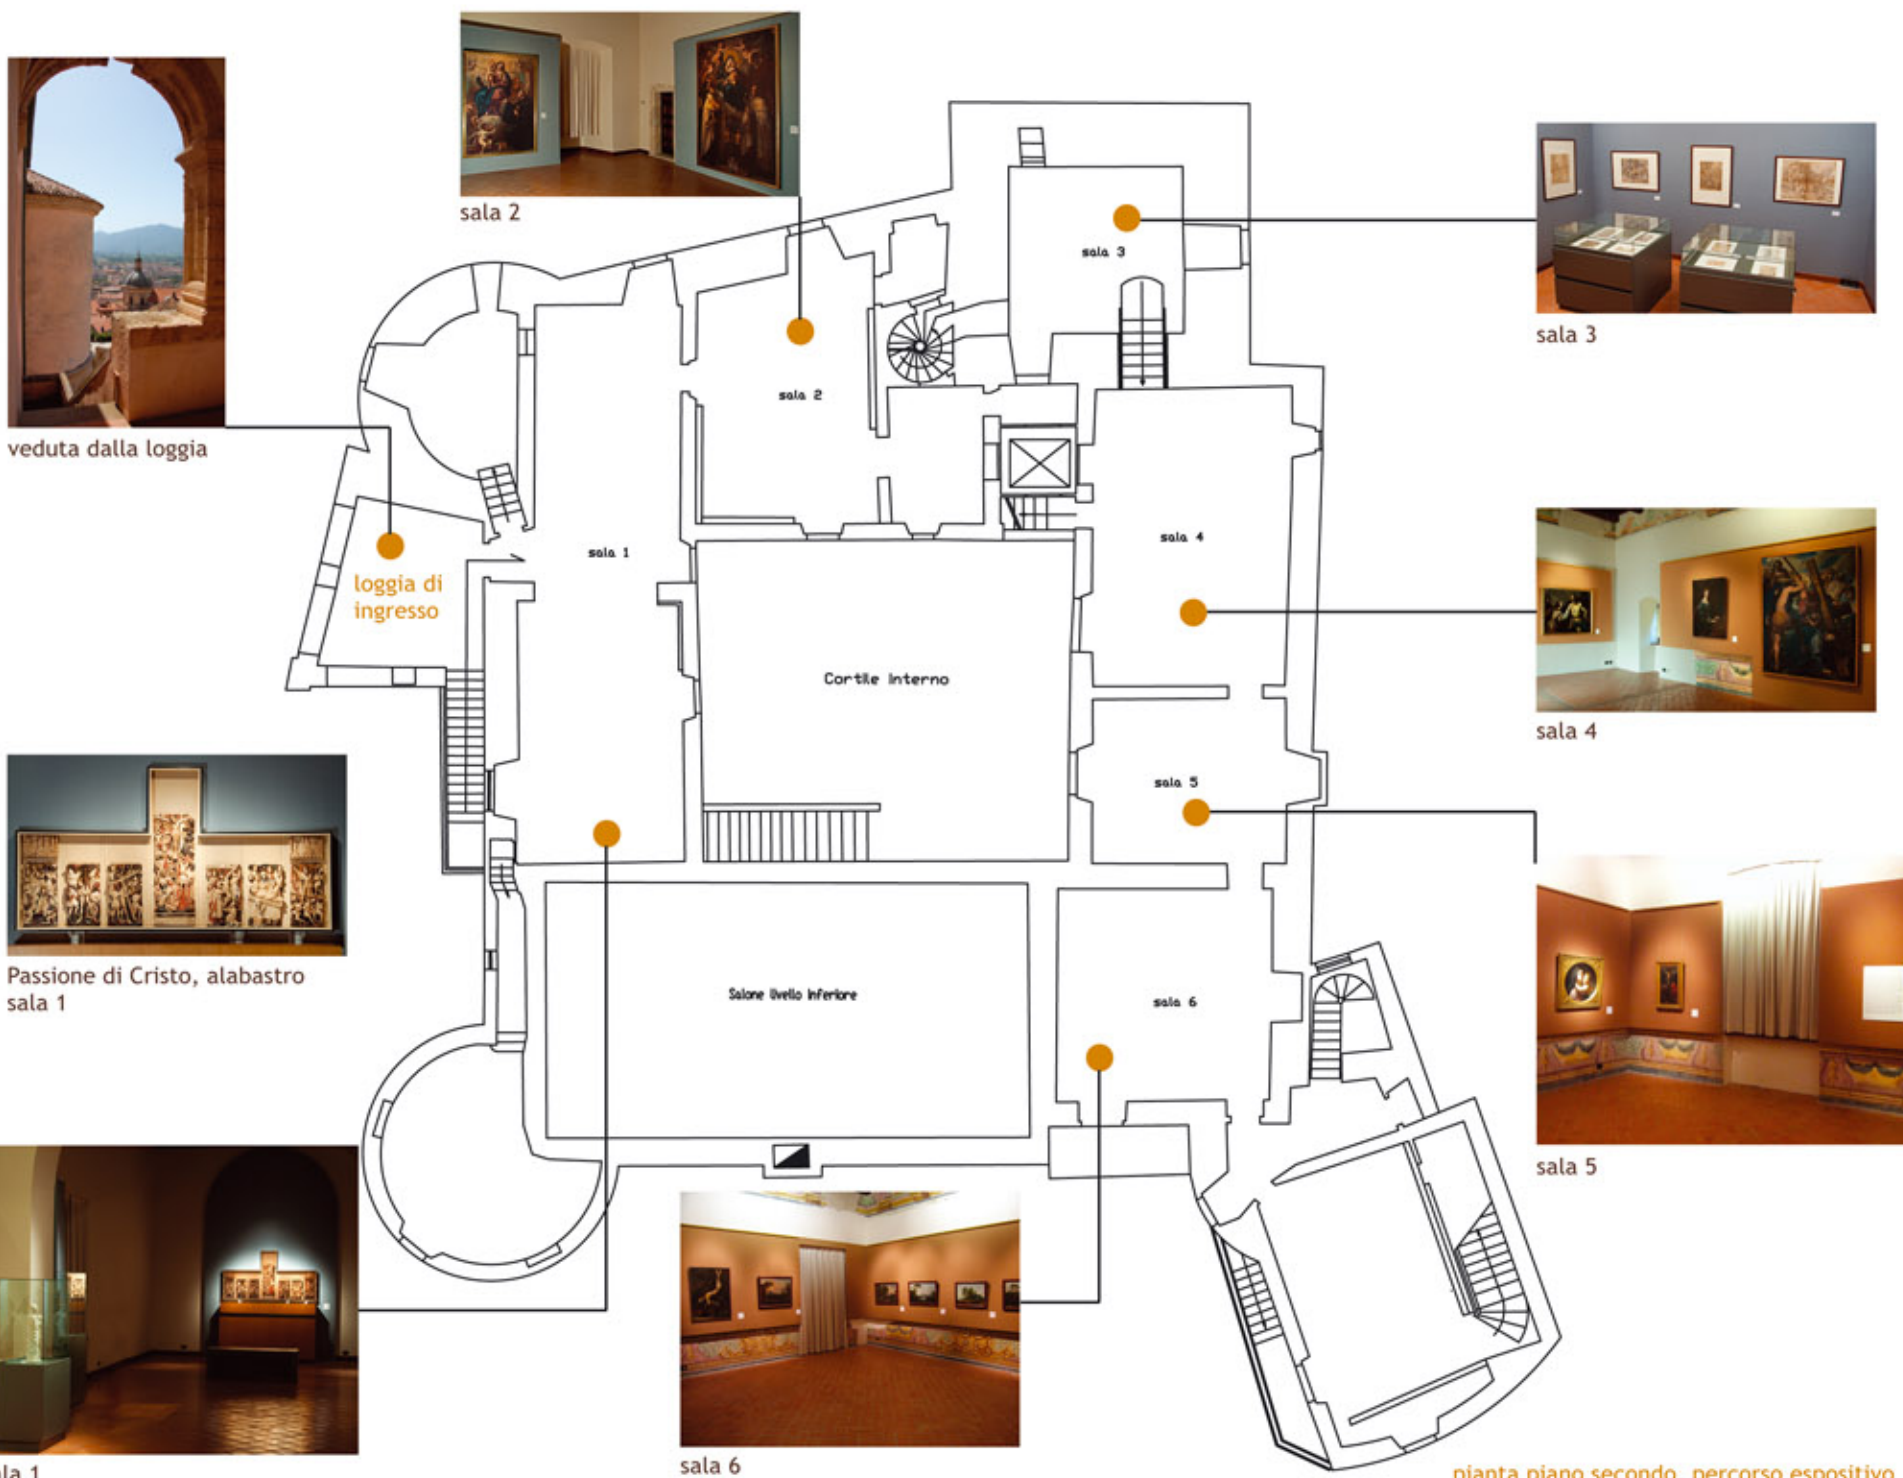 sala 2
sala 3
sala 3
veduta dalla loggia
sala 2
sala 4
sala 1
loggia di
ingresso
Cortile Interno
sala 4
sala 5
Passione di Cristo, alabastro
sala 1
Salone livello Inferiore
sala 6
sala 5
sala 6
pianta piano secondo, percorso espositivo